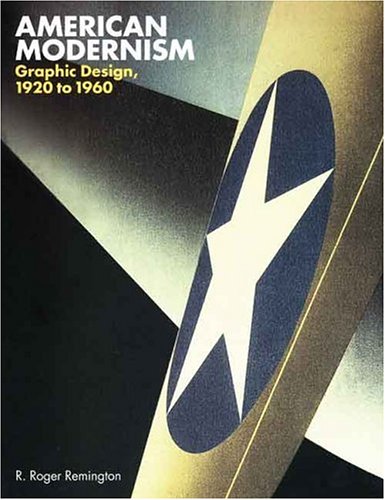 AMERICAN
MODERNISM
Graphic Design,
1920 to 1960
R. Roger Remington